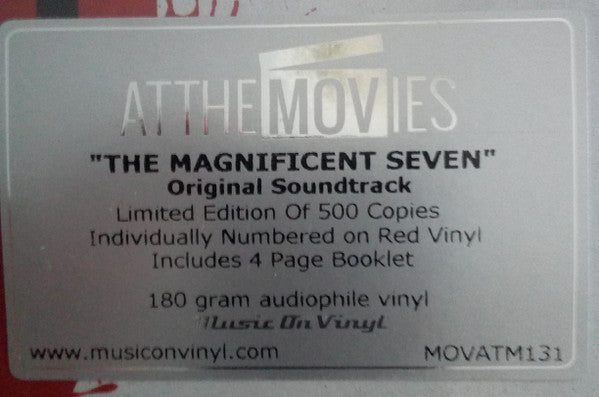 ATTHEMOVIES
"THE MAGNIFICENT SEVEN"
Original Soundtrack
Limited Edition Of 500 Copies
Individually Numbered on Red Vinyl
Includes 4 Page Booklet
180 gram audiophile vinyl
Music On Vinyl
www.musiconvinyl.com
MOVATM131